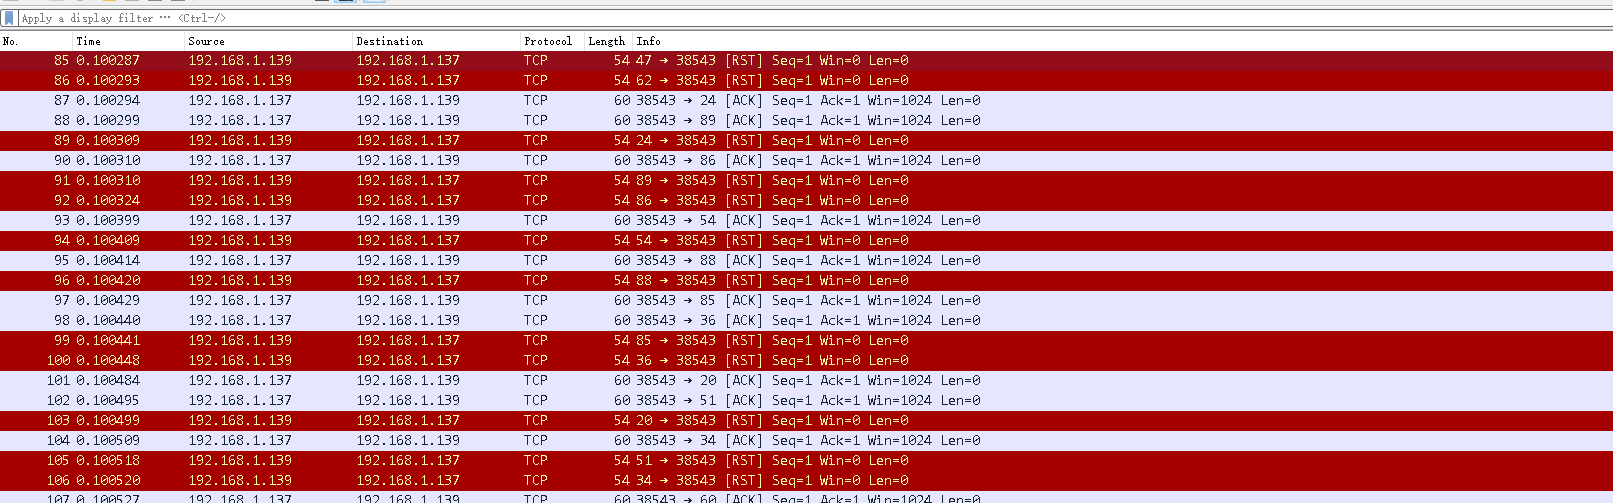 Apply a display filter ··· <Ctrl-/>
No. Time Source Destination Protocol Length Info
85 0.100287 192.168.1.139 192.168.1.137 TCP 54 47 → 38543 [RST] Seq=1 Win=0 Len=0
86 0.100293 192.168.1.139 192.168.1.137 TCP 54 62 → 38543 [RST] Seq=1 Win=0 Len=0
87 0.100294 192.168.1.137 192.168.1.139 TCP 60 38543 → 24 [ACK] Seq=1 Ack=1 Win=1024 Len=0
88 0.100299 192.168.1.137 192.168.1.139 TCP 60 38543 → 89 [ACK] Seq=1 Ack=1 Win=1024 Len=0
89 0.100309 192.168.1.139 192.168.1.137 TCP 54 24 → 38543 [RST] Seq=1 Win=0 Len=0
90 0.100310 192.168.1.137 192.168.1.139 TCP 60 38543 → 86 [ACK] Seq=1 Ack=1 Win=1024 Len=0
91 0.100310 192.168.1.139 192.168.1.137 TCP 54 89 → 38543 [RST] Seq=1 Win=0 Len=0
92 0.100324 192.168.1.139 192.168.1.137 TCP 54 86 → 38543 [RST] Seq=1 Win=0 Len=0
93 0.100399 192.168.1.137 192.168.1.139 TCP 60 38543 → 54 [ACK] Seq=1 Ack=1 Win=1024 Len=0
94 0.100409 192.168.1.139 192.168.1.137 TCP 54 54 → 38543 [RST] Seq=1 Win=0 Len=0
95 0.100414 192.168.1.137 192.168.1.139 TCP 60 38543 → 88 [ACK] Seq=1 Ack=1 Win=1024 Len=0
96 0.100420 192.168.1.139 192.168.1.137 TCP 54 88 → 38543 [RST] Seq=1 Win=0 Len=0
97 0.100429 192.168.1.137 192.168.1.139 TCP 60 38543 → 85 [ACK] Seq=1 Ack=1 Win=1024 Len=0
98 0.100440 192.168.1.137 192.168.1.139 TCP 60 38543 → 36 [ACK] Seq=1 Ack=1 Win=1024 Len=0
99 0.100441 192.168.1.139 192.168.1.137 TCP 54 85 → 38543 [RST] Seq=1 Win=0 Len=0
100 0.100448 192.168.1.139 192.168.1.137 TCP 54 36 → 38543 [RST] Seq=1 Win=0 Len=0
101 0.100484 192.168.1.137 192.168.1.139 TCP 60 38543 → 20 [ACK] Seq=1 Ack=1 Win=1024 Len=0
102 0.100495 192.168.1.137 192.168.1.139 TCP 60 38543 → 51 [ACK] Seq=1 Ack=1 Win=1024 Len=0
103 0.100499 192.168.1.139 192.168.1.137 TCP 54 20 → 38543 [RST] Seq=1 Win=0 Len=0
104 0.100509 192.168.1.137 192.168.1.139 TCP 60 38543 → 34 [ACK] Seq=1 Ack=1 Win=1024 Len=0
105 0.100518 192.168.1.139 192.168.1.137 TCP 54 51 → 38543 [RST] Seq=1 Win=0 Len=0
106 0.100520 192.168.1.139 192.168.1.137 TCP 54 34 → 38543 [RST] Seq=1 Win=0 Len=0
107 0.100527 192.168.1.137 192.168.1.139 TCP 60 38543 → 60 [ACK] Seq=1 Ack=1 Win=1024 Len=0